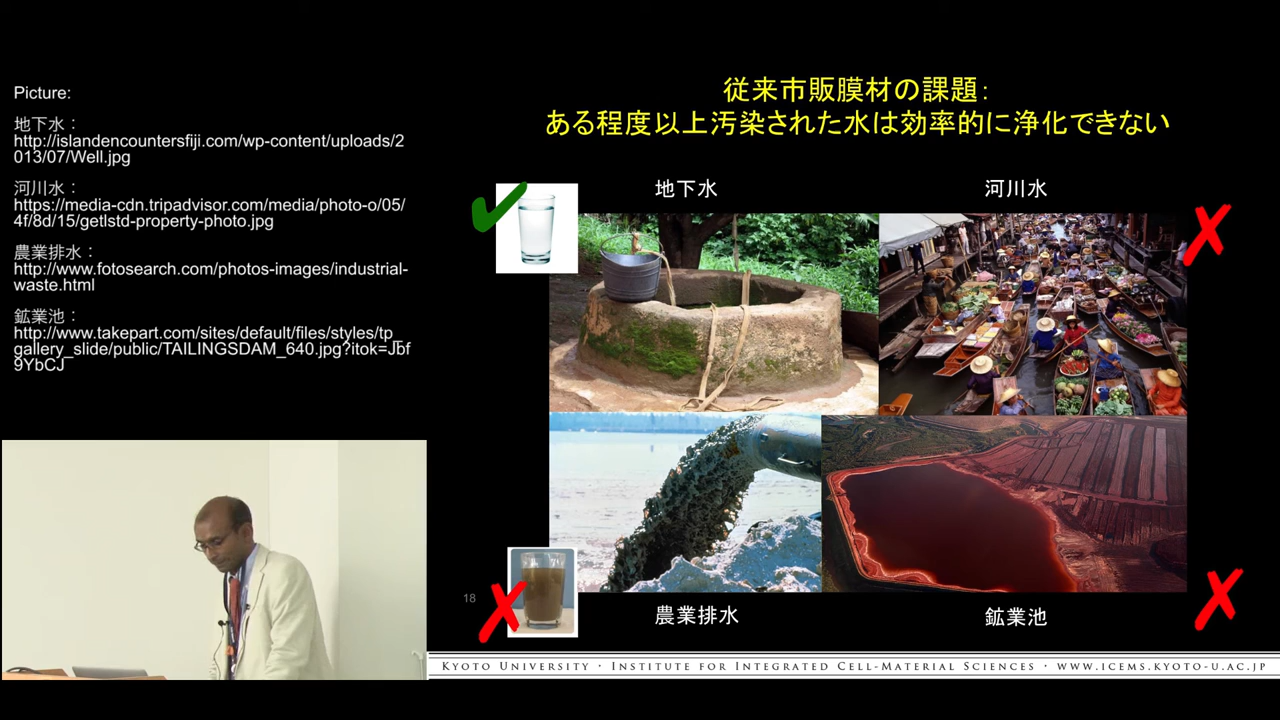 Picture:
地下水：
http://islandencountersfiji.com/wp-content/uploads/2
013/07/Well.jpg
河川水：
https://media-cdn.tripadvisor.com/media/photo-o/05/
4f/8d/15/getlstd-property-photo.jpg
農業排水：
http://www.fotosearch.com/photos-images/industrial-
waste.html
鉱業池：
http://www.takepart.com/sites/default/files/styles/tp_
gallery_slide/public/TAILINGSDAM_640.jpg?itok=Jbf
9YbCJ
従来市販膜材の課題：
ある程度以上汚染された水は効率的に浄化できない
地下水
河川水
農業排水
鉱業池
18
KYOTO UNIVERSITY · INSTITUTE FOR INTEGRATED CELL-MATERIAL SCIENCES · WWW.ICEMS.KYOTO-U.AC.JP